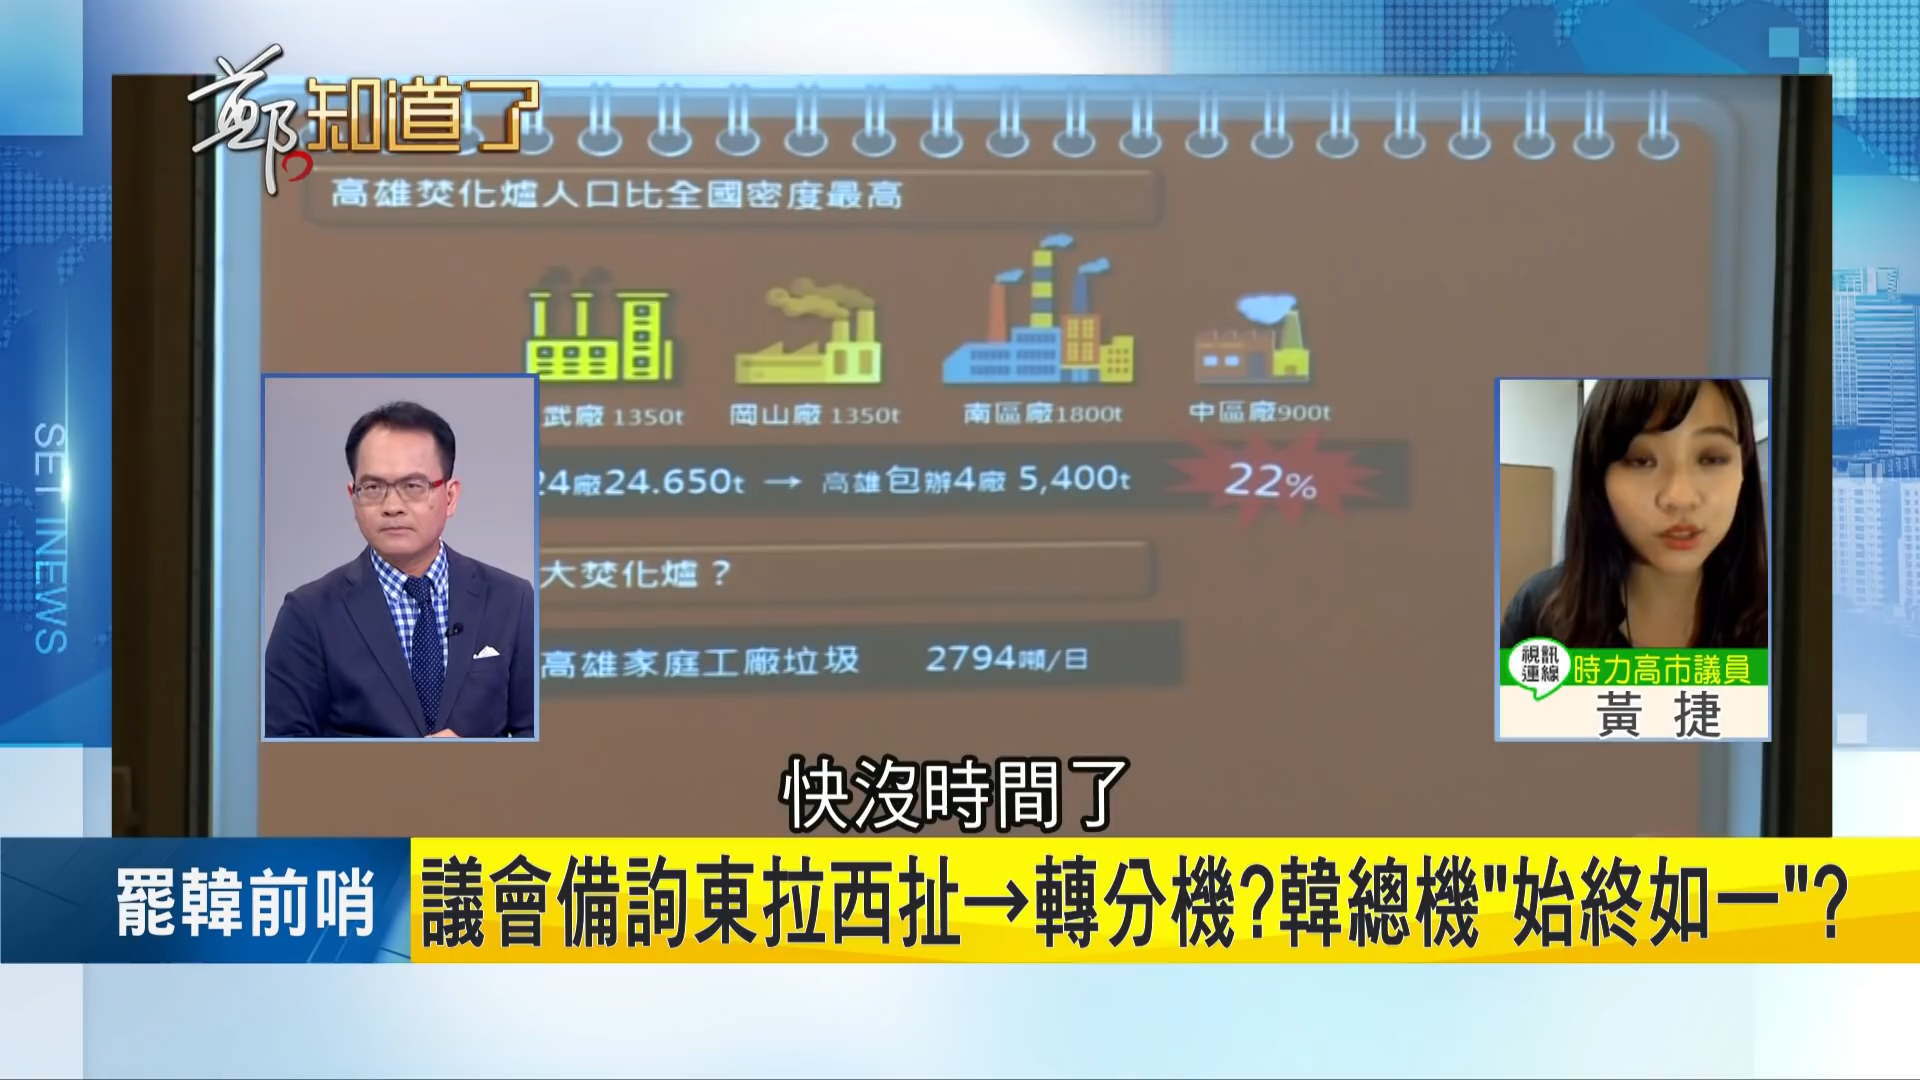 鄭知道了
高雄焚化爐人口比全國密度最高
武廠 1350t
岡山廠 1350t
南區廠1800t
中區廠900t
24廠24.650t → 高雄包辦4廠 5,400t
22%
大焚化爐？
高雄家庭工廠垃圾 2794噸/日
SET INEWS
視訊連線
時力高市議員
黃 捷
快沒時間了
罷韓前哨
議會備詢東拉西扯→轉分機?韓總機"始終如一"?